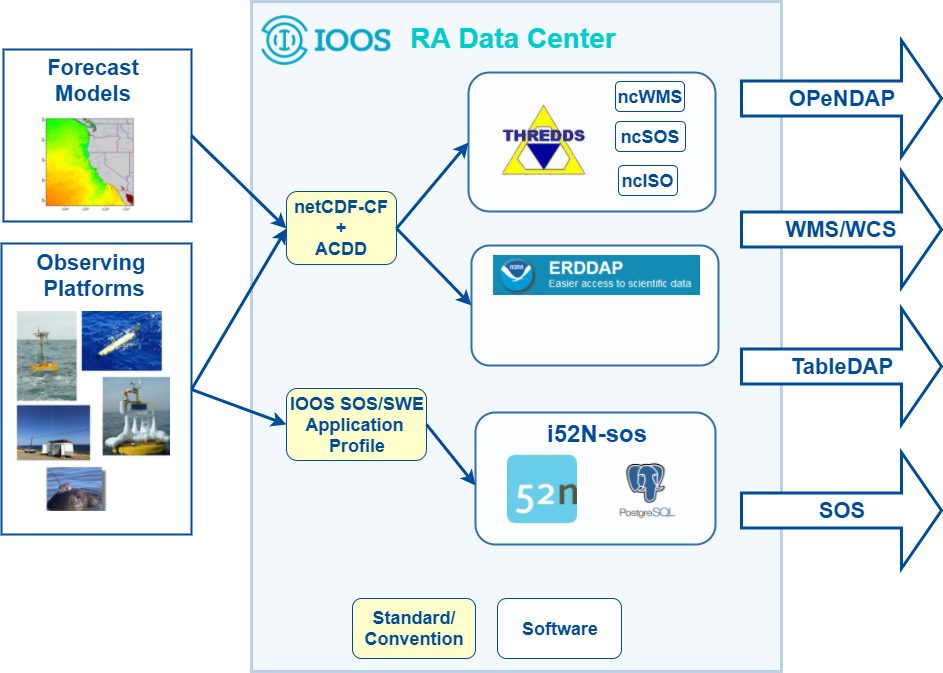 IOOS RA Data Center
Forecast
Models
Observing
Platforms
netCDF-CF
+
ACDD
IOOS SOS/SWE
Application
Profile
THREDDS
ncWMS
ncSOS
ncISO
NOAA
ERDDAP
Easier access to scientific data
i52N-sos
52n
PostgreSQL
Standard/
Convention
Software
OPeNDAP
WMS/WCS
TableDAP
SOS